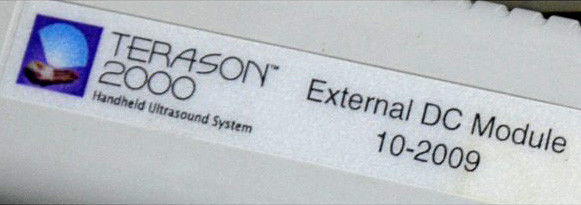 TERASON™
2000
Handheld Ultrasound System
External DC Module
10-2009